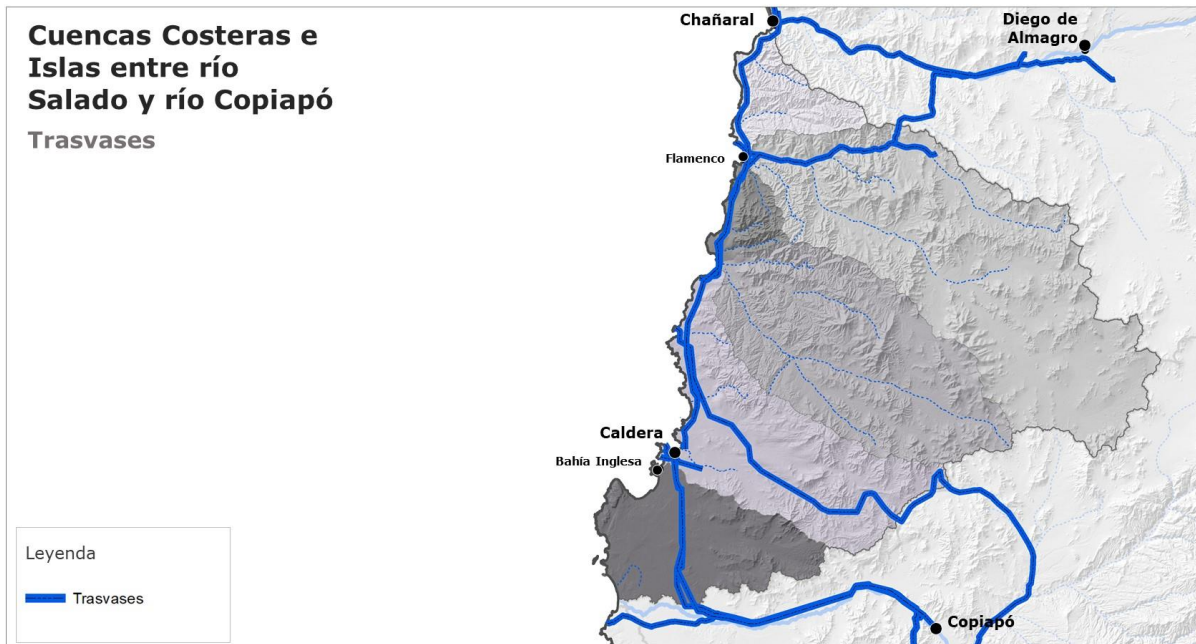 Cuencas Costeras e
Islas entre río
Salado y río Copiapó
Trasvases
Chañaral
Diego de
Almagro
Flamenco
Caldera
Bahía Inglesa
Copiapó
Leyenda
Trasvases